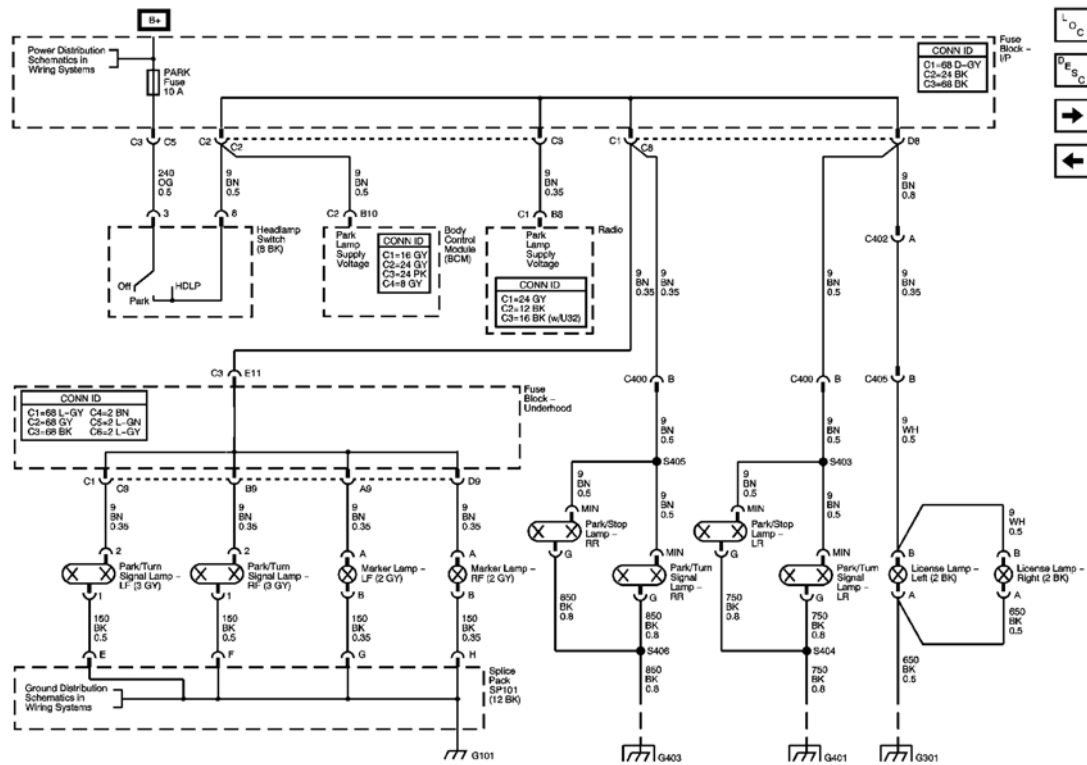 B+
Power Distribution
Schematics in
Wiring Systems
PARK
Fuse
10 A
CONN ID
C1=68 D-GY
C2=24 BK
C3=68 BK
Fuse
Block –
I/P
L O C
D E S C
C3
C5
C2
C2
C3
C1
C8
D8
240
OG
0.5
9
BN
0.5
9
BN
0.5
9
BN
0.35
9
BN
0.8
3
8
C2
B10
C1
B8
C402
A
Headlamp
Switch
(8 BK)
Off
Park
HDLP
Park
Lamp
Supply
Voltage
CONN ID
C1=16 GY
C2=24 GY
C3=24 PK
C4=8 GY
Body
Control
Module
(BCM)
Park
Lamp
Supply
Voltage
Radio
CONN ID
C1=24 GY
C2=12 BK
C3=16 BK (w/U32)
9
BN
0.35
9
BN
0.35
9
BN
0.5
9
BN
0.35
C3
E11
C400
B
C400
B
C405
B
CONN ID
C1=68 L-GY C4=2 BN
C2=68 GY C5=2 L-GN
C3=68 BK C6=2 L-GY
Fuse
Block –
Underhood
9
BN
0.5
9
BN
0.5
9
WH
0.5
S405
S403
C1
C9
B9
A9
D9
9
BN
0.5
9
BN
0.5
9
BN
0.5
9
BN
0.5
9
BN
0.35
9
BN
0.35
9
BN
0.35
9
BN
0.35
MIN
Park/Stop
Lamp –
RR
G
MIN
Park/Stop
Lamp –
LR
G
9
WH
0.5
2
Park/Turn
Signal Lamp –
LF (3 GY)
1
2
Park/Turn
Signal Lamp –
RF (3 GY)
1
A
Marker Lamp –
LF (2 GY)
B
A
Marker Lamp –
RF (2 GY)
B
MIN
Park/Turn
Signal
Lamp –
RR
G
MIN
Park/Turn
Signal
Lamp –
LR
G
B
License Lamp –
Left (2 BK)
A
B
License Lamp –
Right (2 BK)
A
150
BK
0.5
150
BK
0.5
150
BK
0.35
150
BK
0.35
850
BK
0.8
850
BK
0.8
750
BK
0.8
750
BK
0.8
650
BK
0.5
E
F
G
H
S406
S404
850
BK
0.8
750
BK
0.8
650
BK
0.5
Ground Distribution
Schematics in
Wiring Systems
Splice
Pack
SP101
(12 BK)
G101
G403
G401
G301